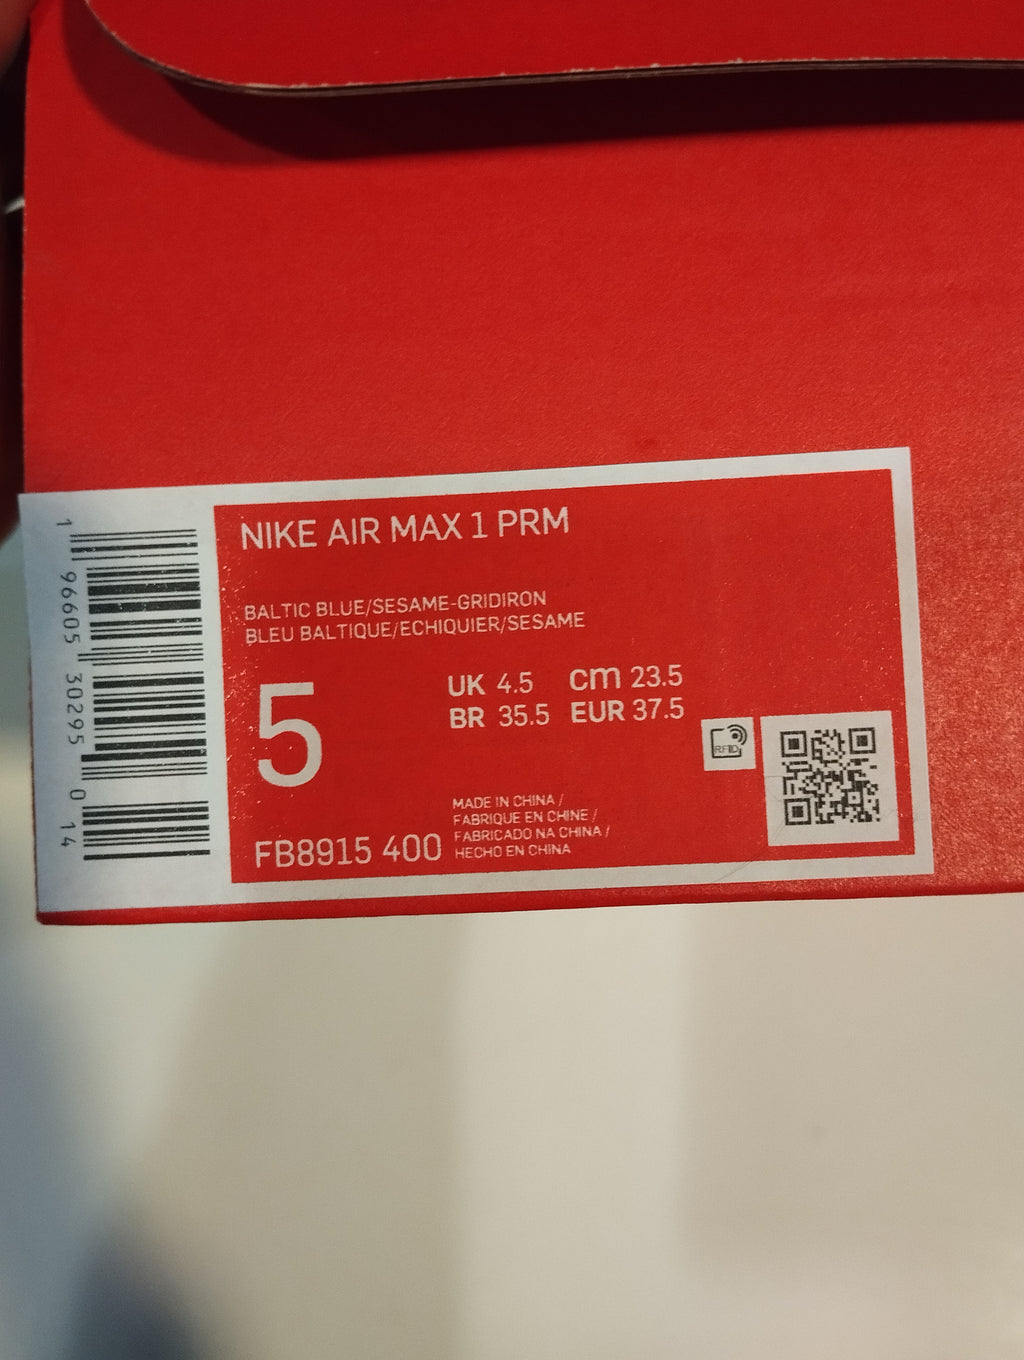 NIKE AIR MAX 1 PRM
BALTIC BLUE/SESAME-GRIDIRON
BLEU BALTIQUE/ECHIQUIER/SESAME
5
UK 4.5 cm 23.5
BR 35.5 EUR 37.5
RFID
MADE IN CHINA /
FABRIQUE EN CHINE /
FABRICADO NA CHINA /
HECHO EN CHINA
FB8915 400
1 96605 30295 0 14